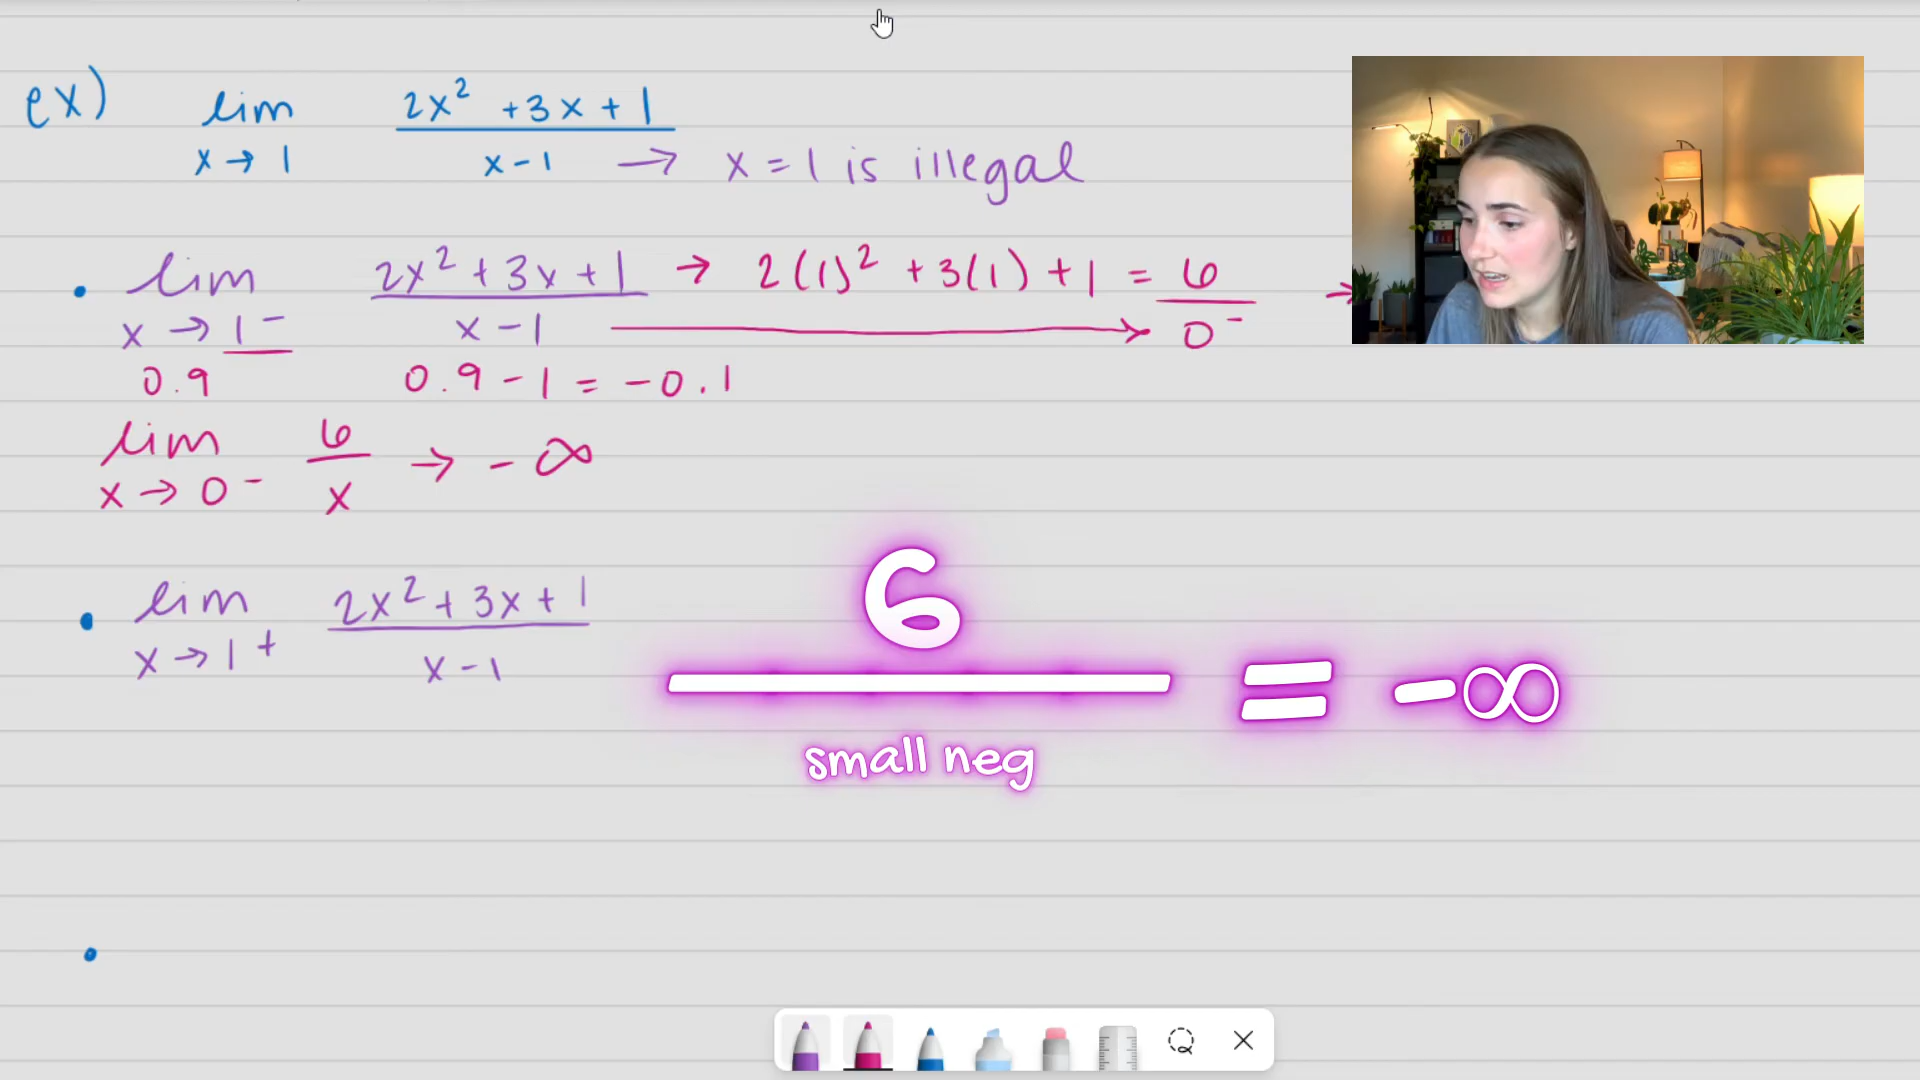 ex) lim x→1 2x² + 3x + 1 / x - 1 → x = 1 is illegal
• lim x → 1⁻ 2x² + 3x + 1 / x - 1 → 2(1)² + 3(1) + 1 = 6 / 0⁻ →
0.9 0.9 - 1 = -0.1
lim x → 0⁻ 6 / x → -∞
• lim x → 1⁺ 2x² + 3x + 1 / x - 1
6 / small neg = -∞
•